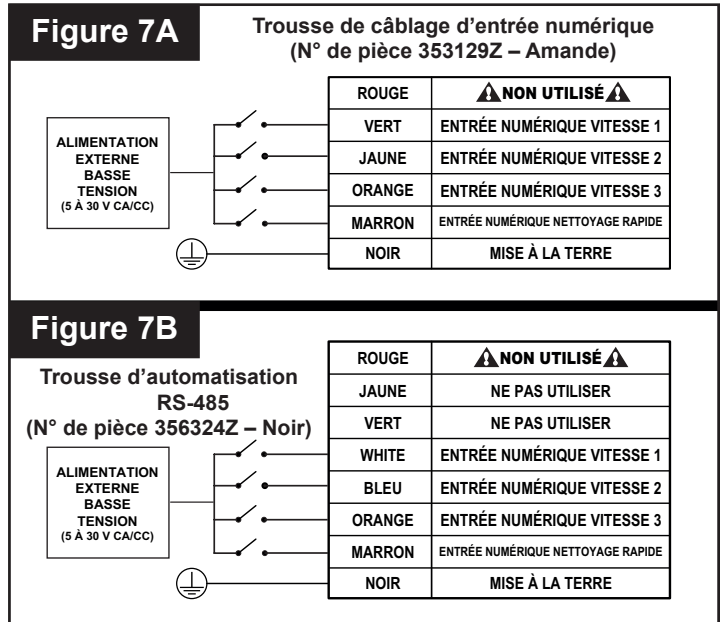 Figure 7A
Trousse de câblage d’entrée numérique
(N° de pièce 353129Z – Amande)
ALIMENTATION
EXTERNE
BASSE
TENSION
(5 À 30 V CA/CC)
ROUGE NON UTILISÉ
VERT ENTRÉE NUMÉRIQUE VITESSE 1
JAUNE ENTRÉE NUMÉRIQUE VITESSE 2
ORANGE ENTRÉE NUMÉRIQUE VITESSE 3
MARRON ENTRÉE NUMÉRIQUE NETTOYAGE RAPIDE
NOIR MISE À LA TERRE
Figure 7B
Trousse d’automatisation
RS-485
(N° de pièce 356324Z – Noir)
ALIMENTATION
EXTERNE
BASSE
TENSION
(5 À 30 V CA/CC)
ROUGE NON UTILISÉ
JAUNE NE PAS UTILISER
VERT NE PAS UTILISER
WHITE ENTRÉE NUMÉRIQUE VITESSE 1
BLEU ENTRÉE NUMÉRIQUE VITESSE 2
ORANGE ENTRÉE NUMÉRIQUE VITESSE 3
MARRON ENTRÉE NUMÉRIQUE NETTOYAGE RAPIDE
NOIR MISE À LA TERRE